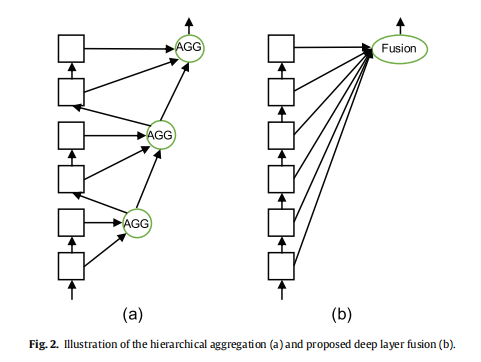 AGG
Fusion
AGG
AGG
(a)
(b)
Fig. 2. Illustration of the hierarchical aggregation (a) and proposed deep layer fusion (b).